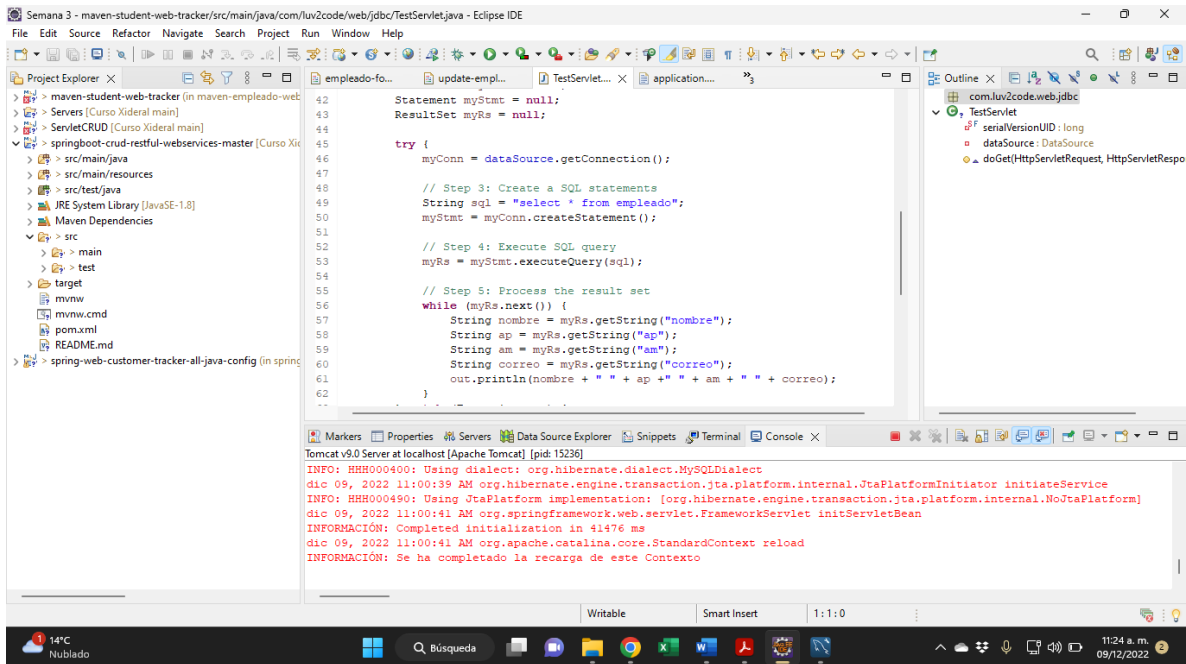 Semana 3 - maven-student-web-tracker/src/main/java/com/luv2code/web/jdbc/TestServlet.java - Eclipse IDE
File Edit Source Refactor Navigate Search Project Run Window Help
Project Explorer
> maven-student-web-tracker (in maven-empleado-web
> Servers [Curso Xideral main]
> ServletCRUD [Curso Xideral main]
> springboot-crud-restful-webservices-master [Curso Xid
> src/main/java
> src/main/resources
> src/test/java
JRE System Library [JavaSE-1.8]
Maven Dependencies
> src
> main
> test
> target
mvnw
mvnw.cmd
pom.xml
README.md
> spring-web-customer-tracker-all-java-config (in spring
empleado-fo... update-empl... TestServlet.... application.... »3
42 Statement myStmt = null;
43 ResultSet myRs = null;
44
45 try {
46 myConn = dataSource.getConnection();
47
48 // Step 3: Create a SQL statements
49 String sql = "select * from empleado";
50 myStmt = myConn.createStatement();
51
52 // Step 4: Execute SQL query
53 myRs = myStmt.executeQuery(sql);
54
55 // Step 5: Process the result set
56 while (myRs.next()) {
57 String nombre = myRs.getString("nombre");
58 String ap = myRs.getString("ap");
59 String am = myRs.getString("am");
60 String correo = myRs.getString("correo");
61 out.println(nombre + " " + ap +" " + am + " " + correo);
62 }
Outline
com.luv2code.web.jdbc
TestServlet
serialVersionUID : long
dataSource : DataSource
doGet(HttpServletRequest, HttpServletRespo
Markers Properties Servers Data Source Explorer Snippets Terminal Console
Tomcat v9.0 Server at localhost [Apache Tomcat] [pid: 15236]
INFO: HHH000400: Using dialect: org.hibernate.dialect.MySQLDialect
dic 09, 2022 11:00:39 AM org.hibernate.engine.transaction.jta.platform.internal.JtaPlatformInitiator initiateService
INFO: HHH000490: Using JtaPlatform implementation: [org.hibernate.engine.transaction.jta.platform.internal.NoJtaPlatform]
dic 09, 2022 11:00:41 AM org.springframework.web.servlet.FrameworkServlet initServletBean
INFORMACIÓN: Completed initialization in 41476 ms
dic 09, 2022 11:00:41 AM org.apache.catalina.core.StandardContext reload
INFORMACIÓN: Se ha completado la recarga de este Contexto
Writable Smart Insert 1 : 1 : 0
1 14°C
Nublado
Búsqueda
11:24 a. m.
09/12/2022 2